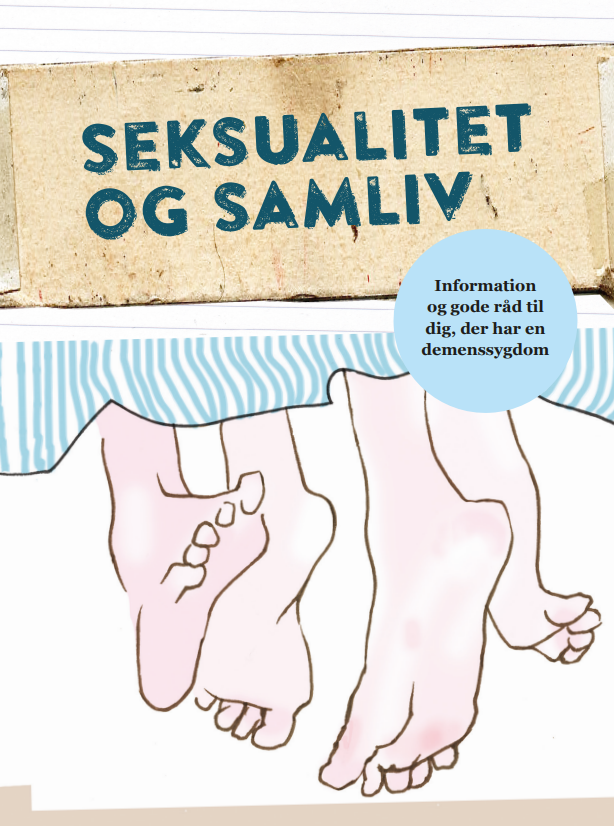 SEKSUALITET
OG SAMLIV
Information
og gode råd til
dig, der har en
demenssygdom